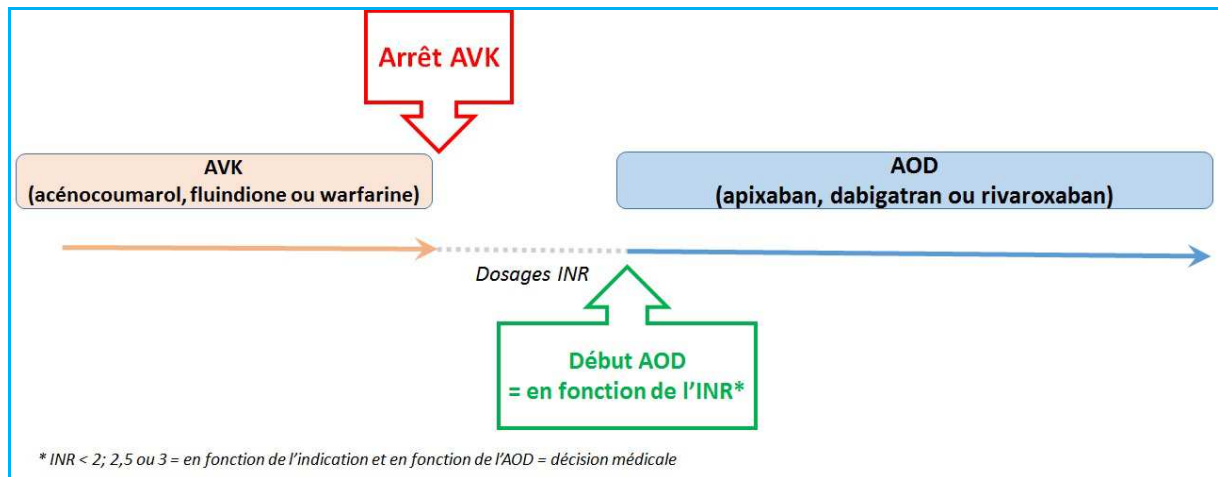 Arrêt AVK
AVK
(acénocoumarol, fluindione ou warfarine)
AOD
(apixaban, dabigatran ou rivaroxaban)
Dosages INR
Début AOD
= en fonction de l'INR*
* INR < 2; 2,5 ou 3 = en fonction de l'indication et en fonction de l'AOD = décision médicale